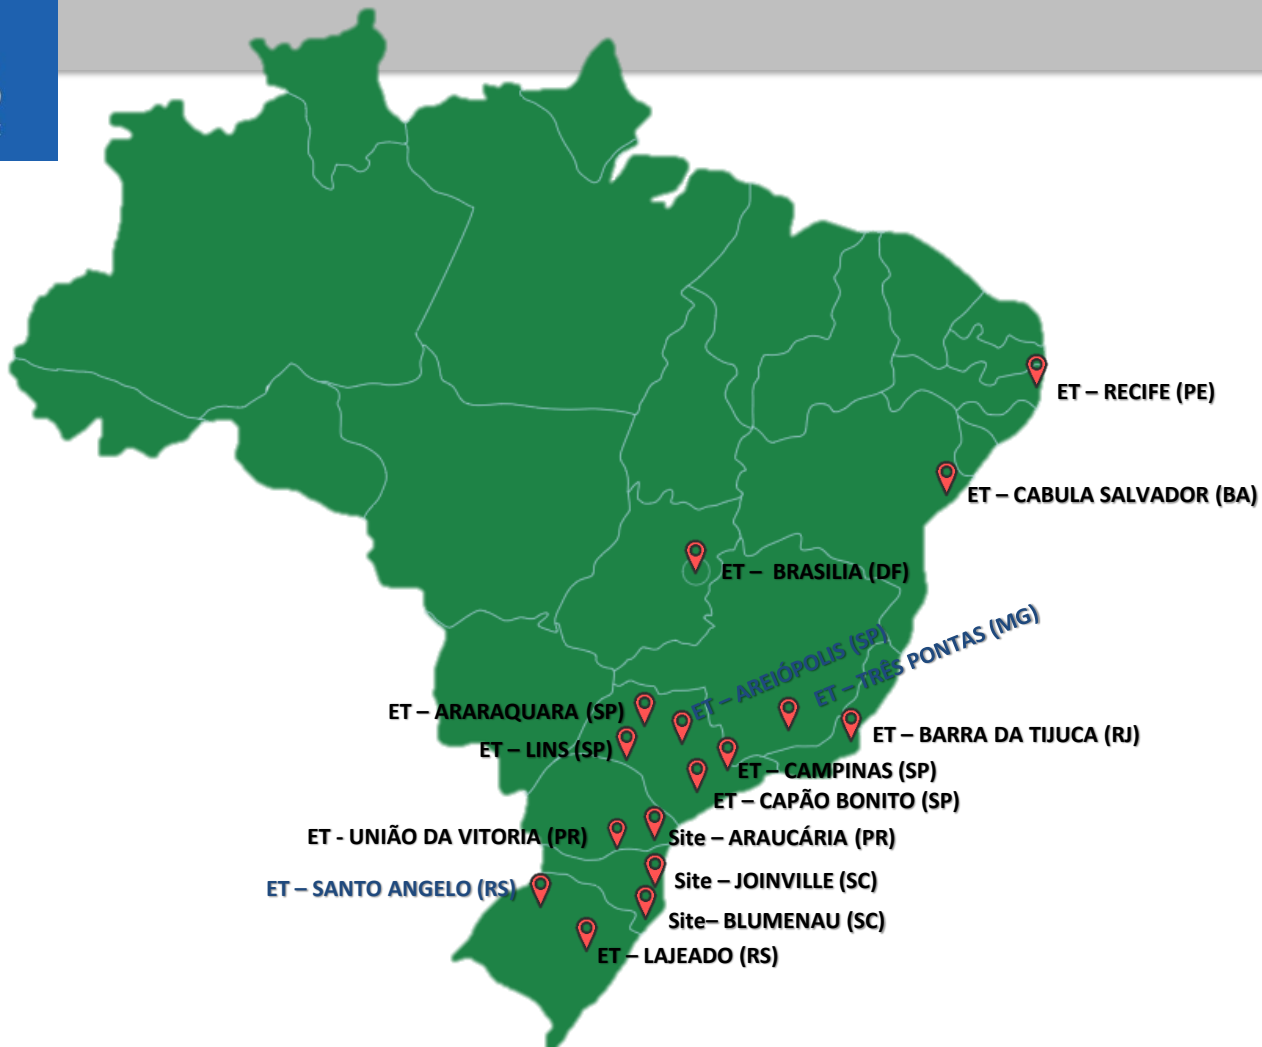 ET – RECIFE (PE)
ET – CABULA SALVADOR (BA)
ET – BRASILIA (DF)
ET – AREIÓPOLIS (SP)
ET – TRÊS PONTAS (MG)
ET – ARARAQUARA (SP)
ET – BARRA DA TIJUCA (RJ)
ET – LINS (SP)
ET – CAMPINAS (SP)
ET – CAPÃO BONITO (SP)
ET - UNIÃO DA VITORIA (PR)
Site – ARAUCÁRIA (PR)
Site – JOINVILLE (SC)
ET – SANTO ANGELO (RS)
Site– BLUMENAU (SC)
ET – LAJEADO (RS)